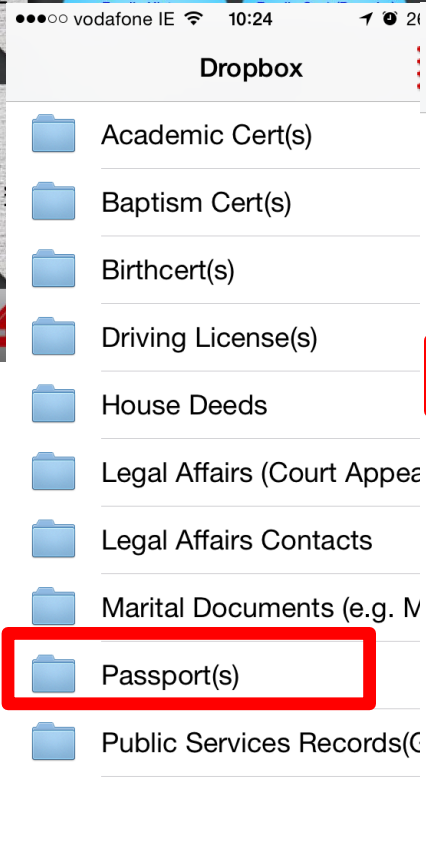 vodafone IE 10:24 26
Dropbox
Academic Cert(s)
Baptism Cert(s)
Birthcert(s)
Driving License(s)
House Deeds
Legal Affairs (Court Appea
Legal Affairs Contacts
Marital Documents (e.g. M
Passport(s)
Public Services Records(G